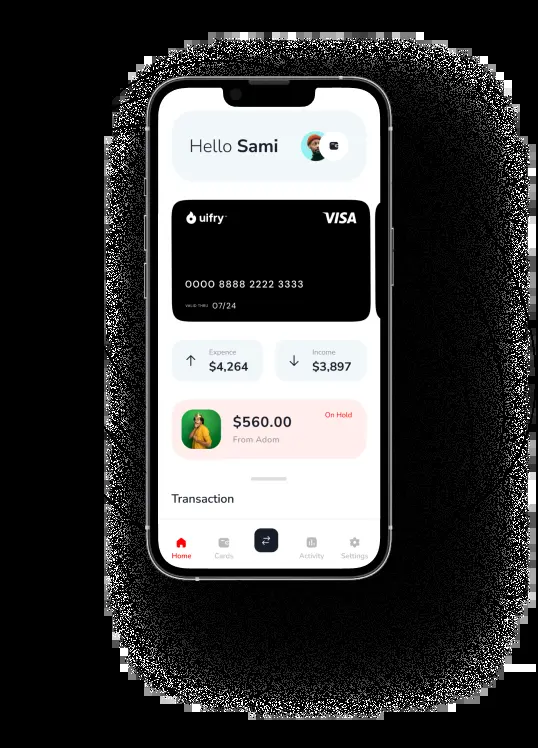 Hello Sami
uifry
VISA
0000 8888 2222 3333
VALID THRU 07/24
Expence
$4,264
Income
$3,897
$560.00
On Hold
From Adom
Transaction
Home
Cards
Activity
Settings